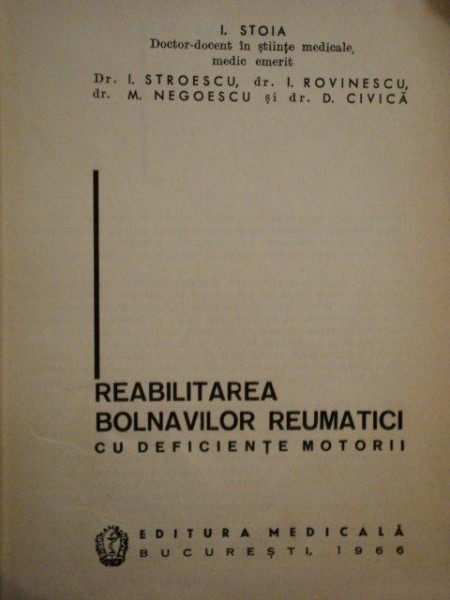 I. STOIA
Doctor-docent în științe medicale,
medic emerit
Dr. I. STROESCU, dr. I. ROVINESCU,
dr. M. NEGOESCU și dr. D. CIVICĂ
REABILITAREA
BOLNAVILOR REUMATICI
CU DEFICIENȚE MOTORII
EDITURA MEDICALĂ
BUCUREȘTI, 1966